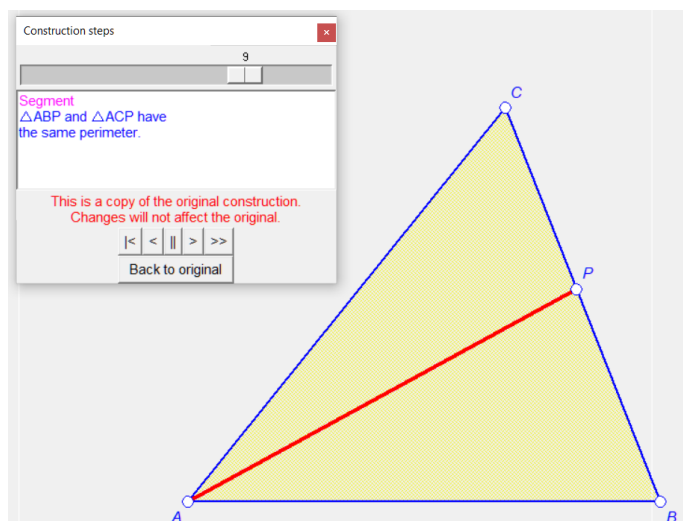 Construction steps
×
9
Segment
△ABP and △ACP have
the same perimeter.
This is a copy of the original construction.
Changes will not affect the original.
|< < || > >>
Back to original
C
P
A
B